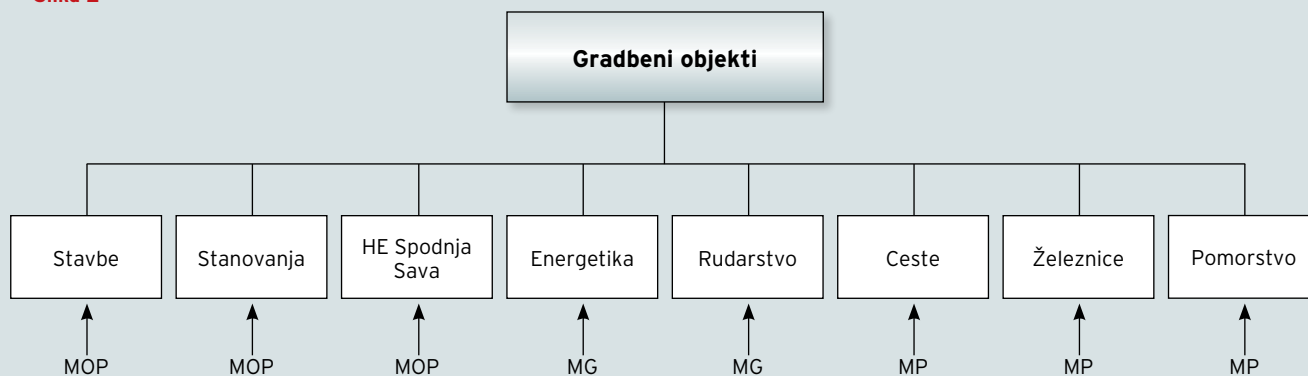 Gradbeni objekti
Stavbe
Stanovanja
HE Spodnja
Sava
Energetika
Rudarstvo
Ceste
Železnice
Pomorstvo
MOP
MOP
MOP
MG
MG
MP
MP
MP